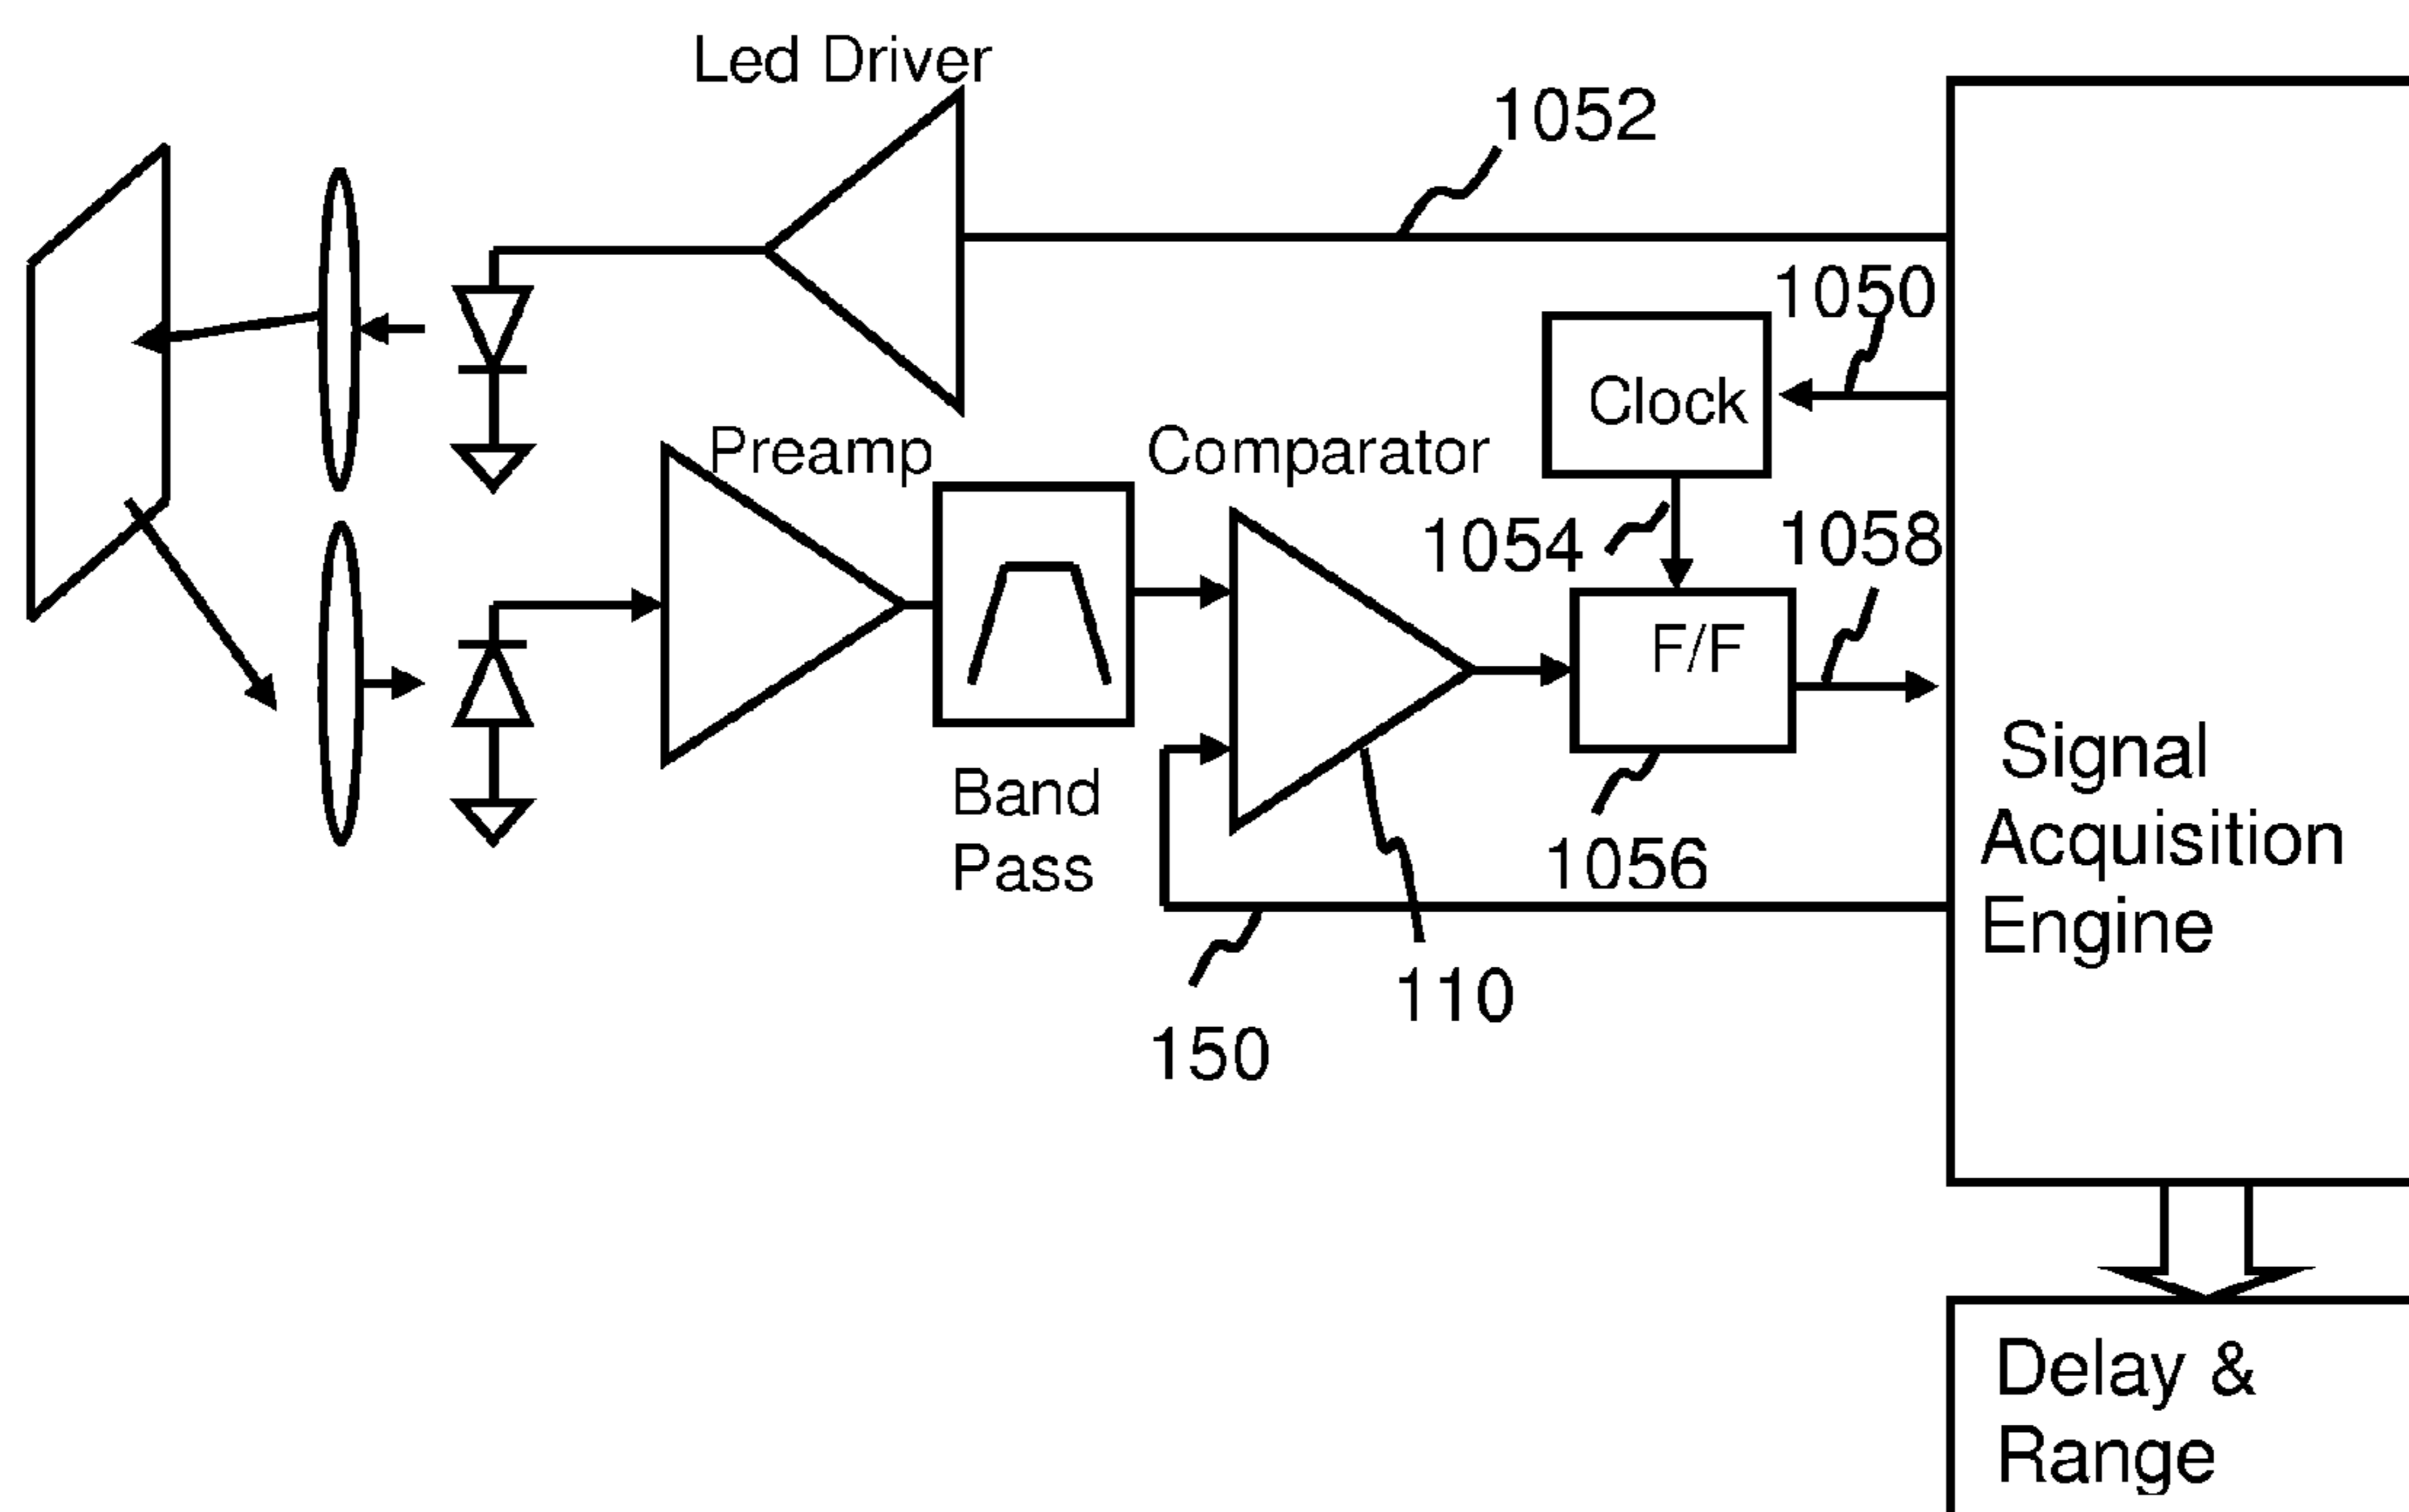 Led Driver
1052
1050
Clock
Preamp
Comparator
1054
1058
F/F
Band
Pass
1056
Signal
Acquisition
Engine
110
150
Delay &
Range